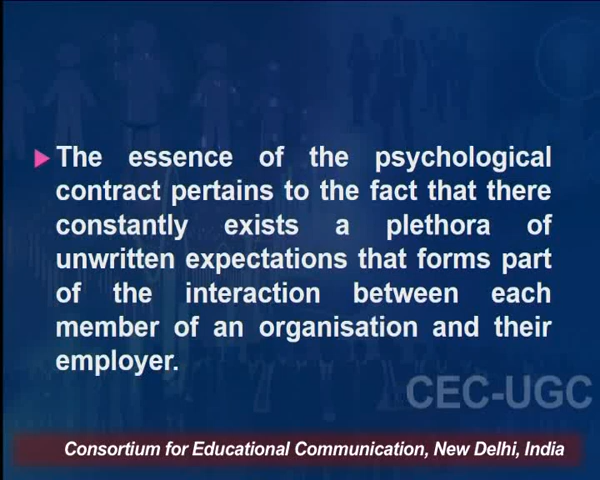 The essence of the psychological
contract pertains to the fact that there
constantly exists a plethora of
unwritten expectations that forms part
of the interaction between each
member of an organisation and their
employer.
CEC-UGC
Consortium for Educational Communication, New Delhi, India